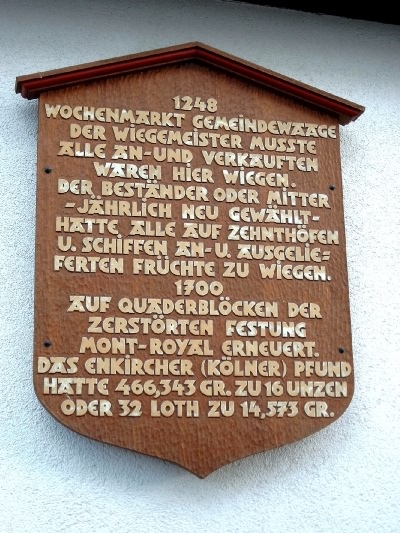 1248
WOCHENMARKT GEMEINDEWAAGE
DER WIEGEMEISTER MUSSTE
ALLE AN-UND VERKAUFTEN
WAREN HIER WIEGEN.
DER BESTÄNDER ODER MITTER
-JÄHRLICH NEU GEWÄHLT-
HATTE, ALLE AUF ZEHNTHÖFEN
U. SCHIFFEN AN-U. AUSGELIE-
FERTEN FRÜCHTE ZU WIEGEN.
1700
AUF QUADERBLÖCKEN DER
ZERSTÖRTEN FESTUNG
MONT-ROYAL ERNEUERT.
DAS ENKIRCHER (KÖLNER) PFUND
HATTE 466,343 GR. ZU 16 UNZEN
ODER 32 LOTH ZU 14,573 GR.